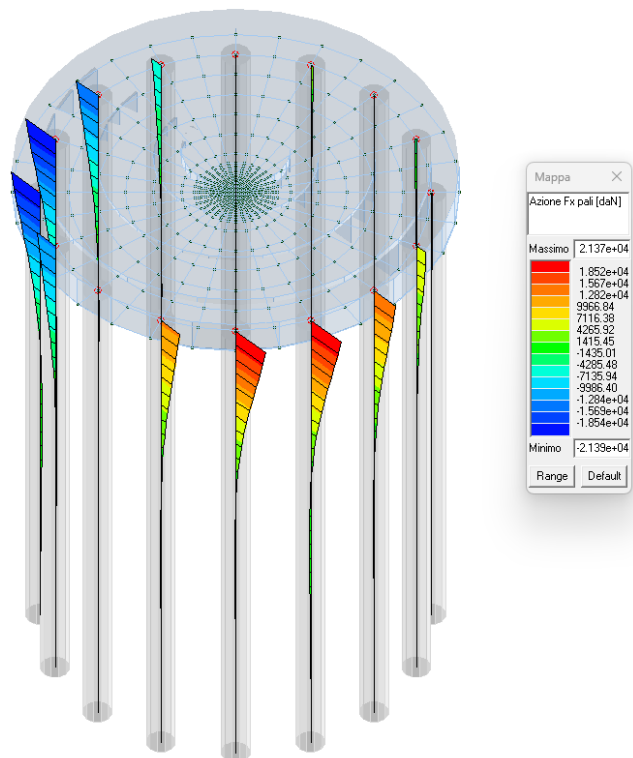 Mappa
Azione Fx pali [daN]
Massimo 2.137e+04
1.852e+04
1.567e+04
1.282e+04
9966.84
7116.38
4265.92
1415.45
-1435.01
-4285.48
-7135.94
-9986.40
-1.284e+04
-1.569e+04
-1.854e+04
Minimo -2.139e+04
Range Default